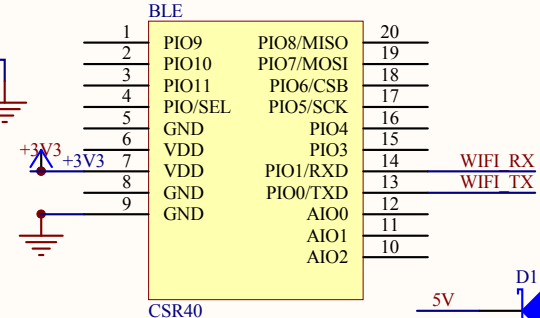 BLE
1 PIO9 PIO8/MISO 20
2 PIO10 PIO7/MOSI 19
3 PIO11 PIO6/CSB 18
4 PIO/SEL PIO5/SCK 17
5 GND PIO4 16
6 VDD PIO3 15
+3V3 +3V3 7 VDD PIO1/RXD 14 WIFI_RX
8 GND PIO0/TXD 13 WIFI_TX
9 GND AIO0 12
AIO1 11
AIO2 10
D1
5V
CSR40